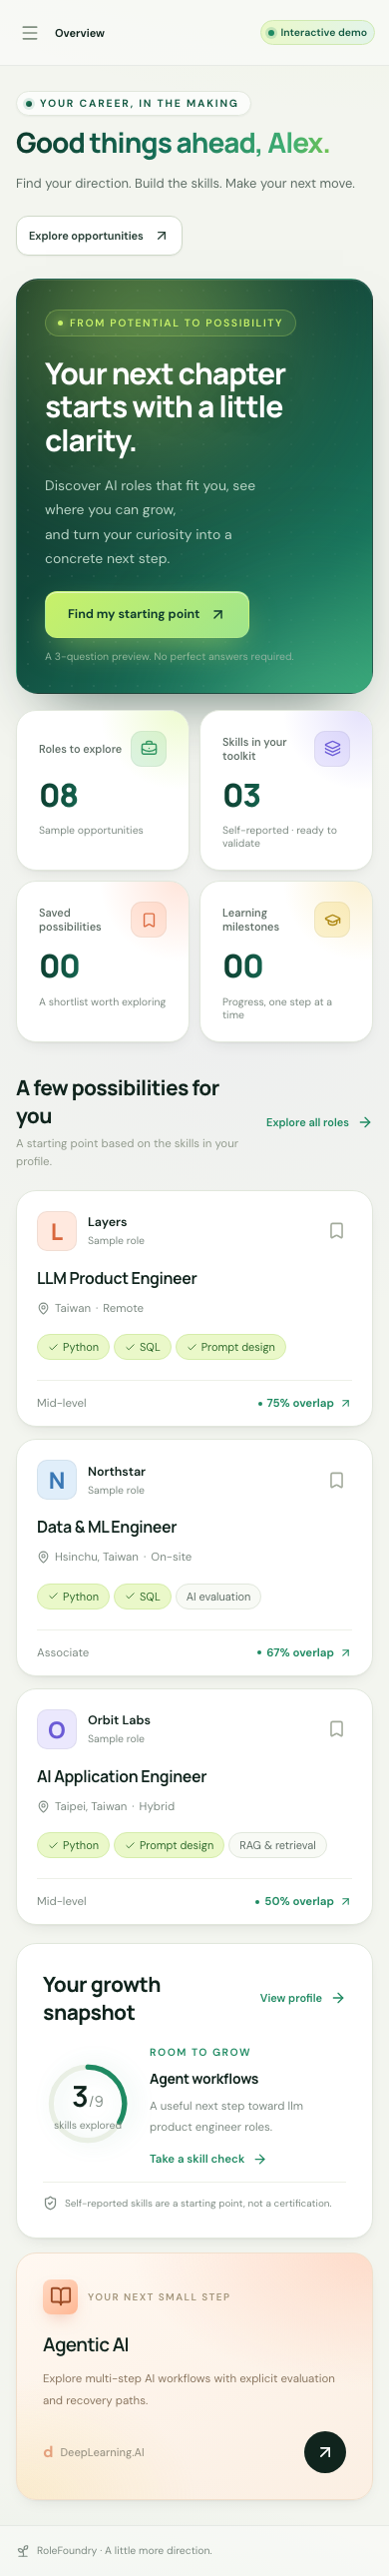 Overview
Interactive demo
YOUR CAREER, IN THE MAKING
Good things ahead, Alex.
Find your direction. Build the skills. Make your next move.
Explore opportunities
FROM POTENTIAL TO POSSIBILITY
Your next chapter
starts with a little
clarity.
Discover AI roles that fit you, see
where you can grow,
and turn your curiosity into a
concrete next step.
Find my starting point
A 3-question preview. No perfect answers required.
Roles to explore
08
Sample opportunities
Skills in your
toolkit
03
Self-reported · ready to
validate
Saved
possibilities
00
A shortlist worth exploring
Learning
milestones
00
Progress, one step at a
time
A few possibilities for
you
A starting point based on the skills in your
profile.
Explore all roles
L
Layers
Sample role
LLM Product Engineer
Taiwan · Remote
Python
SQL
Prompt design
Mid-level
75% overlap
N
Northstar
Sample role
Data & ML Engineer
Hsinchu, Taiwan · On-site
Python
SQL
AI evaluation
Associate
67% overlap
O
Orbit Labs
Sample role
AI Application Engineer
Taipei, Taiwan · Hybrid
Python
Prompt design
RAG & retrieval
Mid-level
50% overlap
Your growth
snapshot
View profile
3/9
skills explored
ROOM TO GROW
Agent workflows
A useful next step toward llm
product engineer roles.
Take a skill check
Self-reported skills are a starting point, not a certification.
YOUR NEXT SMALL STEP
Agentic AI
Explore multi-step AI workflows with explicit evaluation
and recovery paths.
d DeepLearning.AI
RoleFoundry · A little more direction.